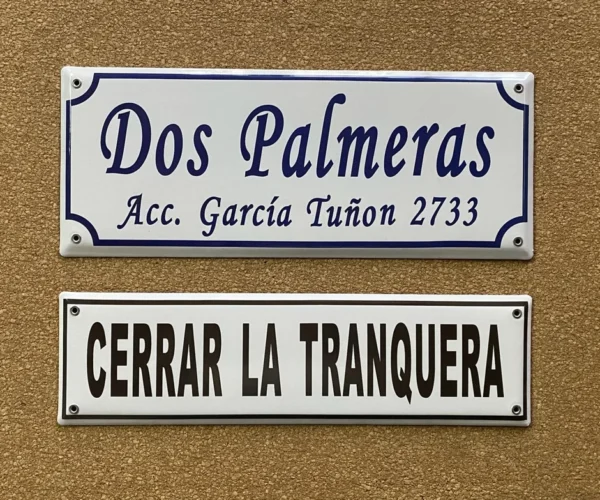 Dos Palmeras
Acc. García Tuñon 2733
CERRAR LA TRANQUERA